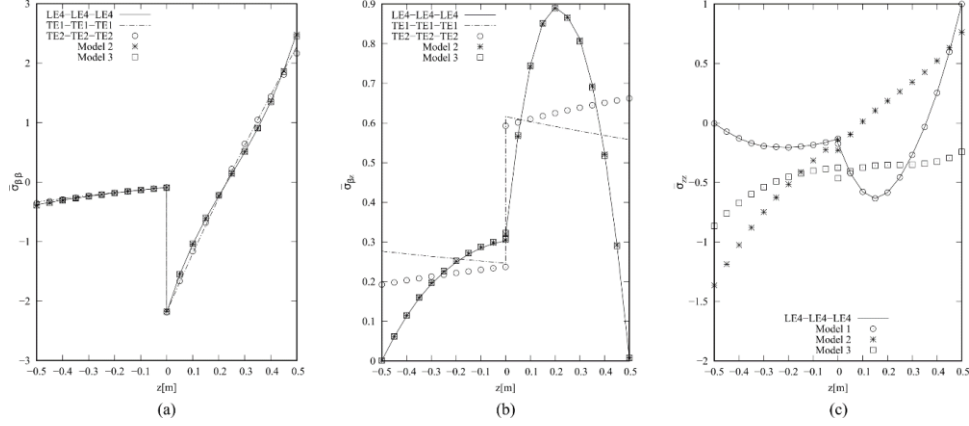 LE4−LE4−LE4
TE1−TE1−TE1
TE2−TE2−TE2
Model 2
Model 3
3
2
1
0
−1
−2
−3
σ̄ββ
−0.5 −0.4 −0.3 −0.2 −0.1 0 0.1 0.2 0.3 0.4 0.5
z[m]
(a)
LE4−LE4−LE4
TE1−TE1−TE1
TE2−TE2−TE2
Model 2
Model 3
0.9
0.8
0.7
0.6
0.5
0.4
0.3
0.2
0.1
0
σ̄βz
−0.5 −0.4 −0.3 −0.2 −0.1 0 0.1 0.2 0.3 0.4 0.5
z[m]
(b)
1
0.5
0
−0.5
−1
−1.5
−2
σ̄zz
LE4−LE4−LE4
Model 1
Model 2
Model 3
−0.5 −0.4 −0.3 −0.2 −0.1 0 0.1 0.2 0.3 0.4 0.5
z[m]
(c)